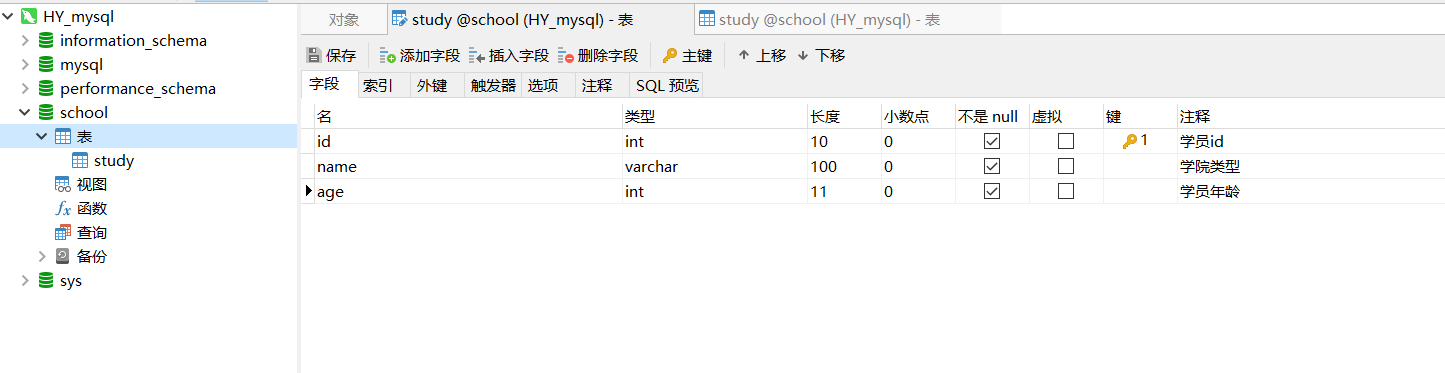 HY_mysql
information_schema
mysql
performance_schema
school
表
study
视图
fx 函数
查询
备份
sys
对象 study @school (HY_mysql) - 表 study @school (HY_mysql) - 表
保存 添加字段 插入字段 删除字段 主键 上移 下移
字段 索引 外键 触发器 选项 注释 SQL 预览
名 类型 长度 小数点 不是 null 虚拟 键 注释
id int 10 0 1 学员id
name varchar 100 0 学院类型
age int 11 0 学员年龄